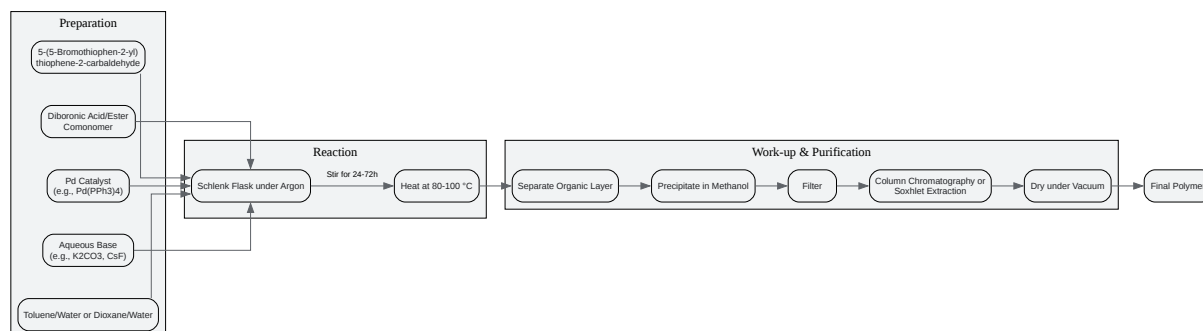 Preparation
5-(5-Bromothiophen-2-yl)
thiophene-2-carbaldehyde
Diboronic Acid/Ester
Comonomer
Pd Catalyst
(e.g., Pd(PPh3)4)
Aqueous Base
(e.g., K2CO3, CsF)
Toluene/Water or Dioxane/Water
Reaction
Schlenk Flask under Argon
Stir for 24-72h
Heat at 80-100 °C
Work-up & Purification
Separate Organic Layer
Precipitate in Methanol
Filter
Column Chromatography or
Soxhlet Extraction
Dry under Vacuum
Final Polymer